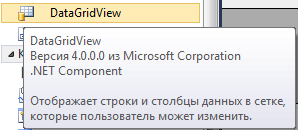 DataGridView
DataGridView
Версия 4.0.0.0 из Microsoft Corporation
.NET Component
Отображает строки и столбцы данных в сетке,
которые пользователь может изменить.